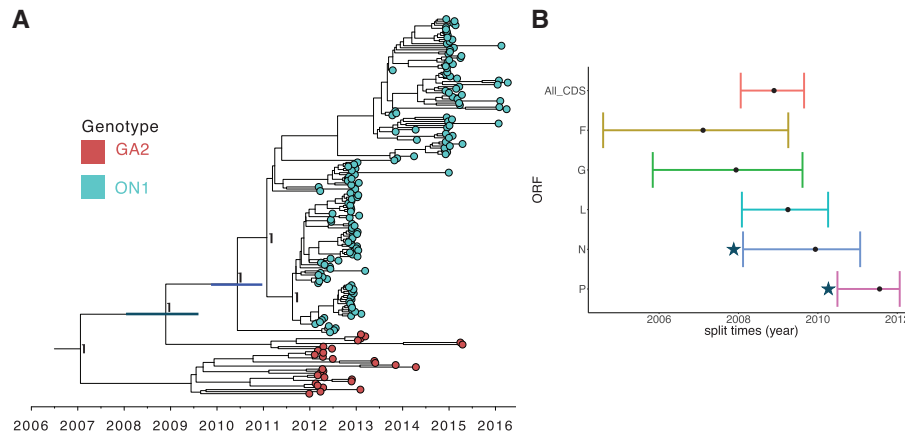 A
Genotype
GA2
ON1
1
1
1
1
1
2006 2007 2008 2009 2010 2011 2012 2013 2014 2015 2016
B
ORF
All_CDS
F
G
L
N
P
2006 2008 2010 2012
split times (year)